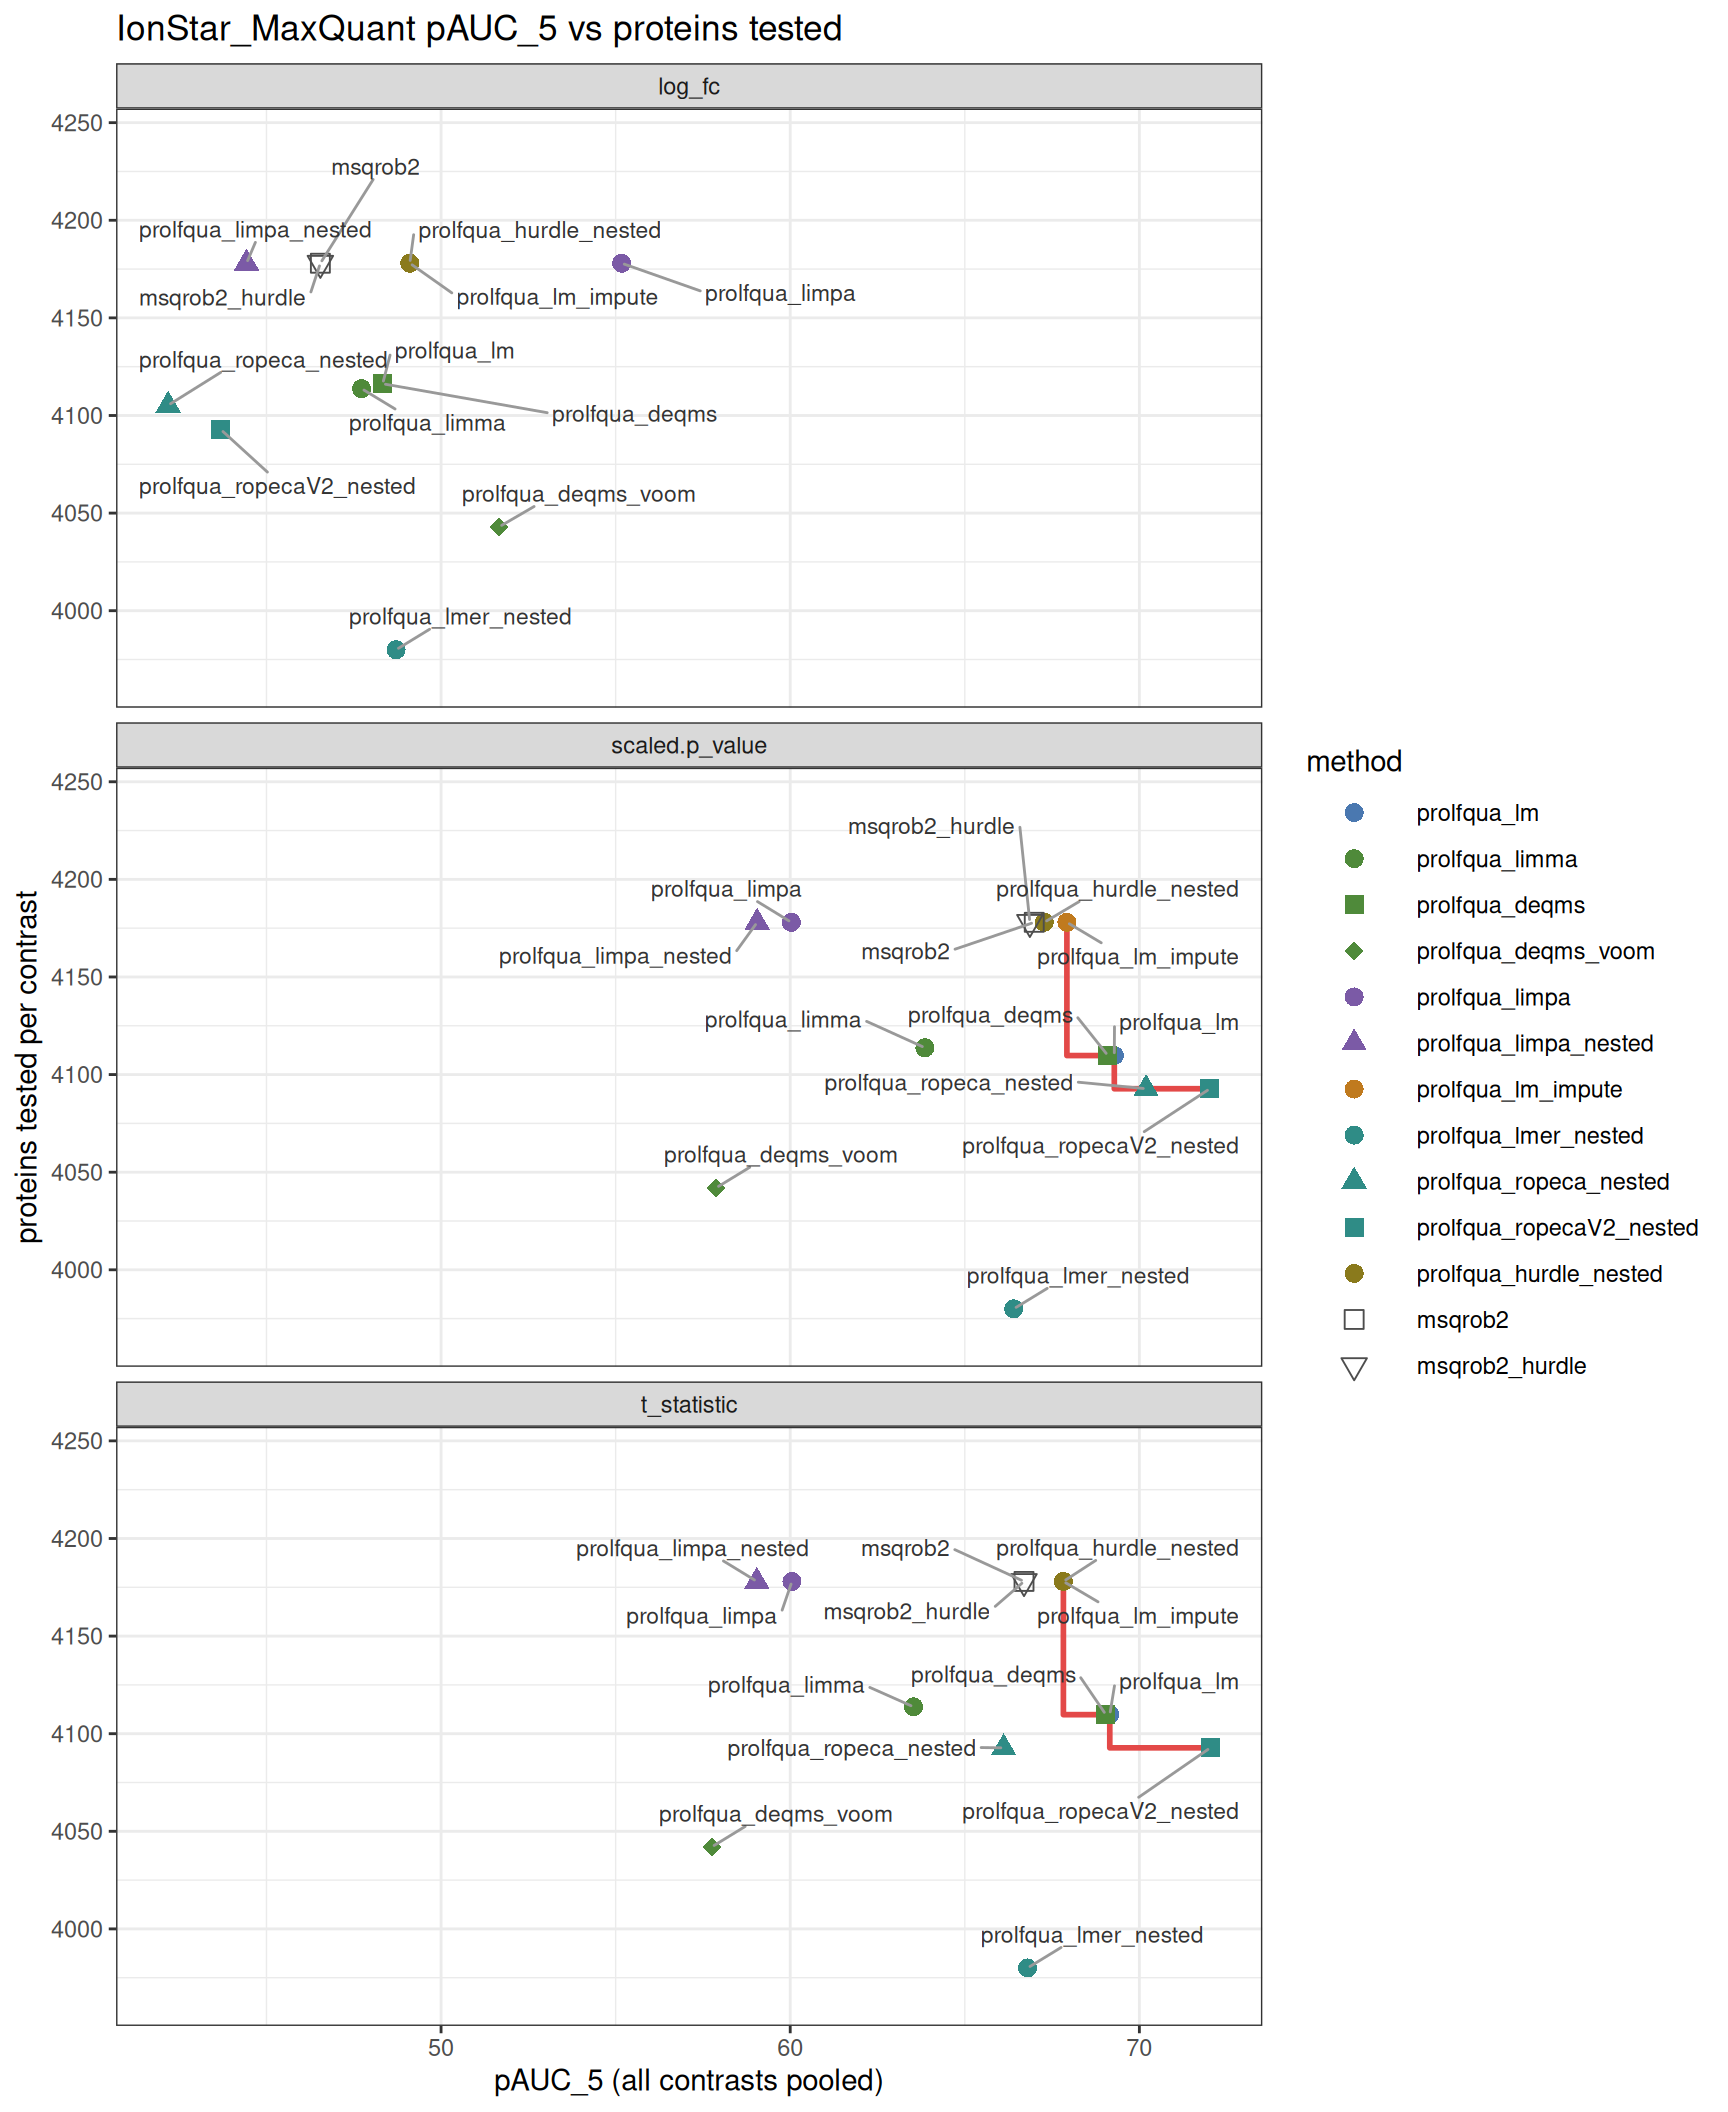 IonStar_MaxQuant pAUC_5 vs proteins tested
log_fc
4250
4200
4150
4100
4050
4000
msqrob2
prolfqua_limpa_nested
prolfqua_hurdle_nested
msqrob2_hurdle
prolfqua_lm_impute
prolfqua_limpa
prolfqua_ropeca_nested
prolfqua_lm
prolfqua_limma
prolfqua_deqms
prolfqua_ropecaV2_nested
prolfqua_deqms_voom
prolfqua_lmer_nested
scaled.p_value
4250
4200
4150
4100
4050
4000
msqrob2_hurdle
prolfqua_limpa
prolfqua_hurdle_nested
prolfqua_limpa_nested
msqrob2
prolfqua_lm_impute
prolfqua_limma
prolfqua_deqms
prolfqua_lm
prolfqua_ropeca_nested
prolfqua_ropecaV2_nested
prolfqua_deqms_voom
prolfqua_lmer_nested
t_statistic
4250
4200
4150
4100
4050
4000
prolfqua_limpa_nested
msqrob2
prolfqua_hurdle_nested
prolfqua_limpa
msqrob2_hurdle
prolfqua_lm_impute
prolfqua_limma
prolfqua_deqms
prolfqua_lm
prolfqua_ropeca_nested
prolfqua_ropecaV2_nested
prolfqua_deqms_voom
prolfqua_lmer_nested
50
60
70
pAUC_5 (all contrasts pooled)
proteins tested per contrast
method
prolfqua_lm
prolfqua_limma
prolfqua_deqms
prolfqua_deqms_voom
prolfqua_limpa
prolfqua_limpa_nested
prolfqua_lm_impute
prolfqua_lmer_nested
prolfqua_ropeca_nested
prolfqua_ropecaV2_nested
prolfqua_hurdle_nested
msqrob2
msqrob2_hurdle